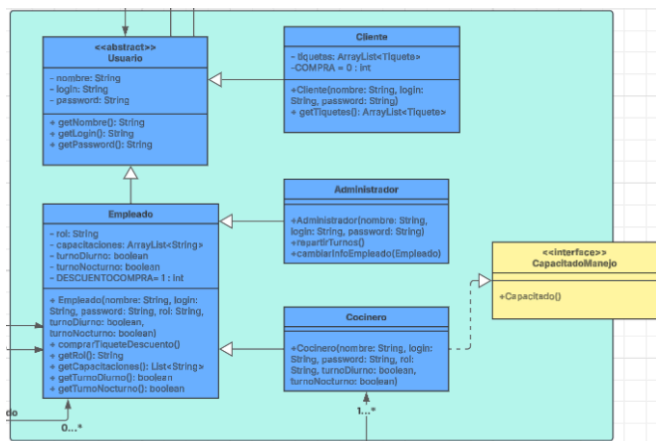 <<abstract>>
Usuario
- nombre: String
- login: String
- password: String
+ getNombre(): String
+ getLogin(): String
+ getPassword(): String
Cliente
- tiquetes: ArrayList<Tiquete>
-COMPRA = 0 : int
+Cliente(nombre: String, login:
String, password: String)
+ getTiquetes(): ArrayList<Tiquete>
Empleado
- rol: String
- capacitaciones: ArrayList<String>
- turnoDiurno: boolean
- turnoNocturno: boolean
- DESCUENTOCOMPRA= 1 : int
+ Empleado(nombre: String, login:
String, password: String, rol: String,
turnoDiurno: boolean,
turnoNocturno: boolean)
+ comprarTiqueteDescuento()
+ getRol(): String
+ getCapacitaciones(): List<String>
+ getTurnoDiurno(): boolean
+ getTurnoNocturno(): boolean
Administrador
+Administrador(nombre: String,
login: String, password: String)
+repartirTurnos()
+cambiarInfoEmpleado(Empleado)
<<interface>>
CapacitadoManejo
+Capacitado()
Cocinero
+Cocinero(nombre: String, login:
String, password: String, rol:
String, turnoDiurno: boolean,
turnoNocturno: boolean)
do
0...*
1...*